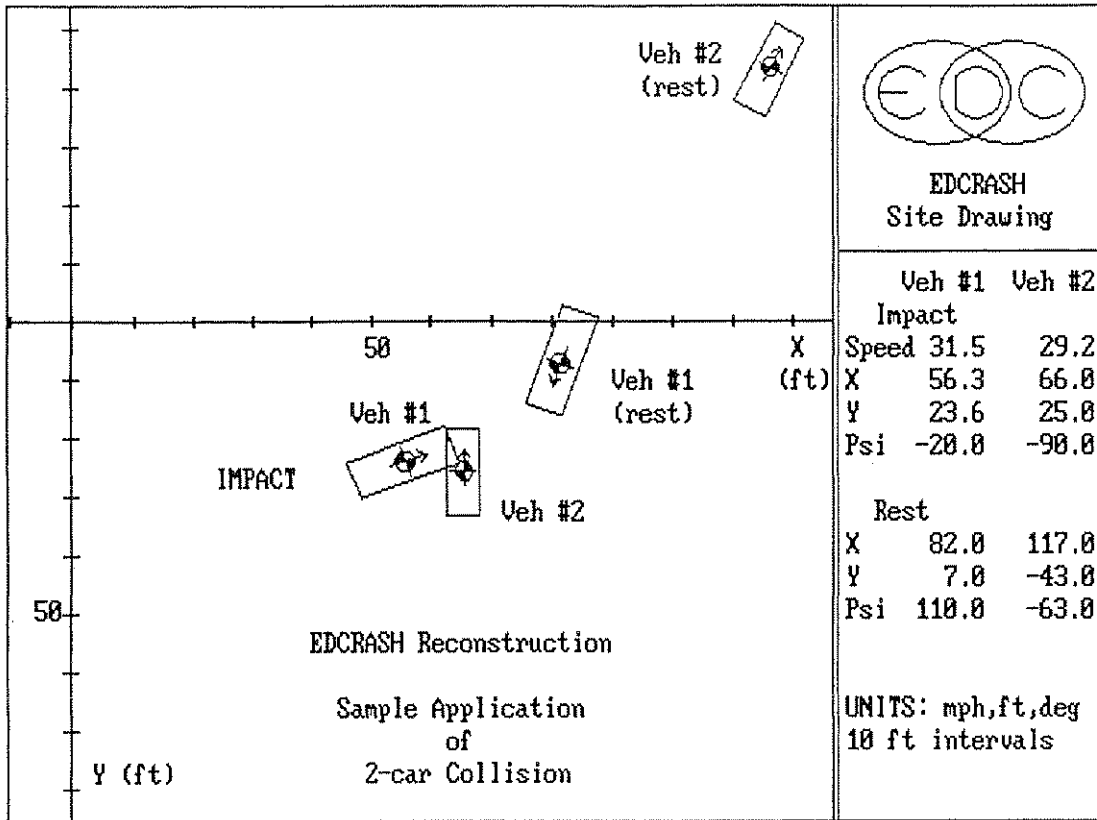 Veh #2
(rest)
50
X
(ft)
Veh #1
(rest)
Veh #1
IMPACT
Veh #2
50
EDCRASH Reconstruction
Sample Application
of
2-car Collision
Y (ft)
EDC
EDCRASH
Site Drawing
Veh #1 Veh #2
Impact
Speed 31.5 29.2
X 56.3 66.0
Y 23.6 25.0
Psi -20.0 -90.0
Rest
X 82.0 117.0
Y 7.0 -43.0
Psi 110.0 -63.0
UNITS: mph,ft,deg
10 ft intervals